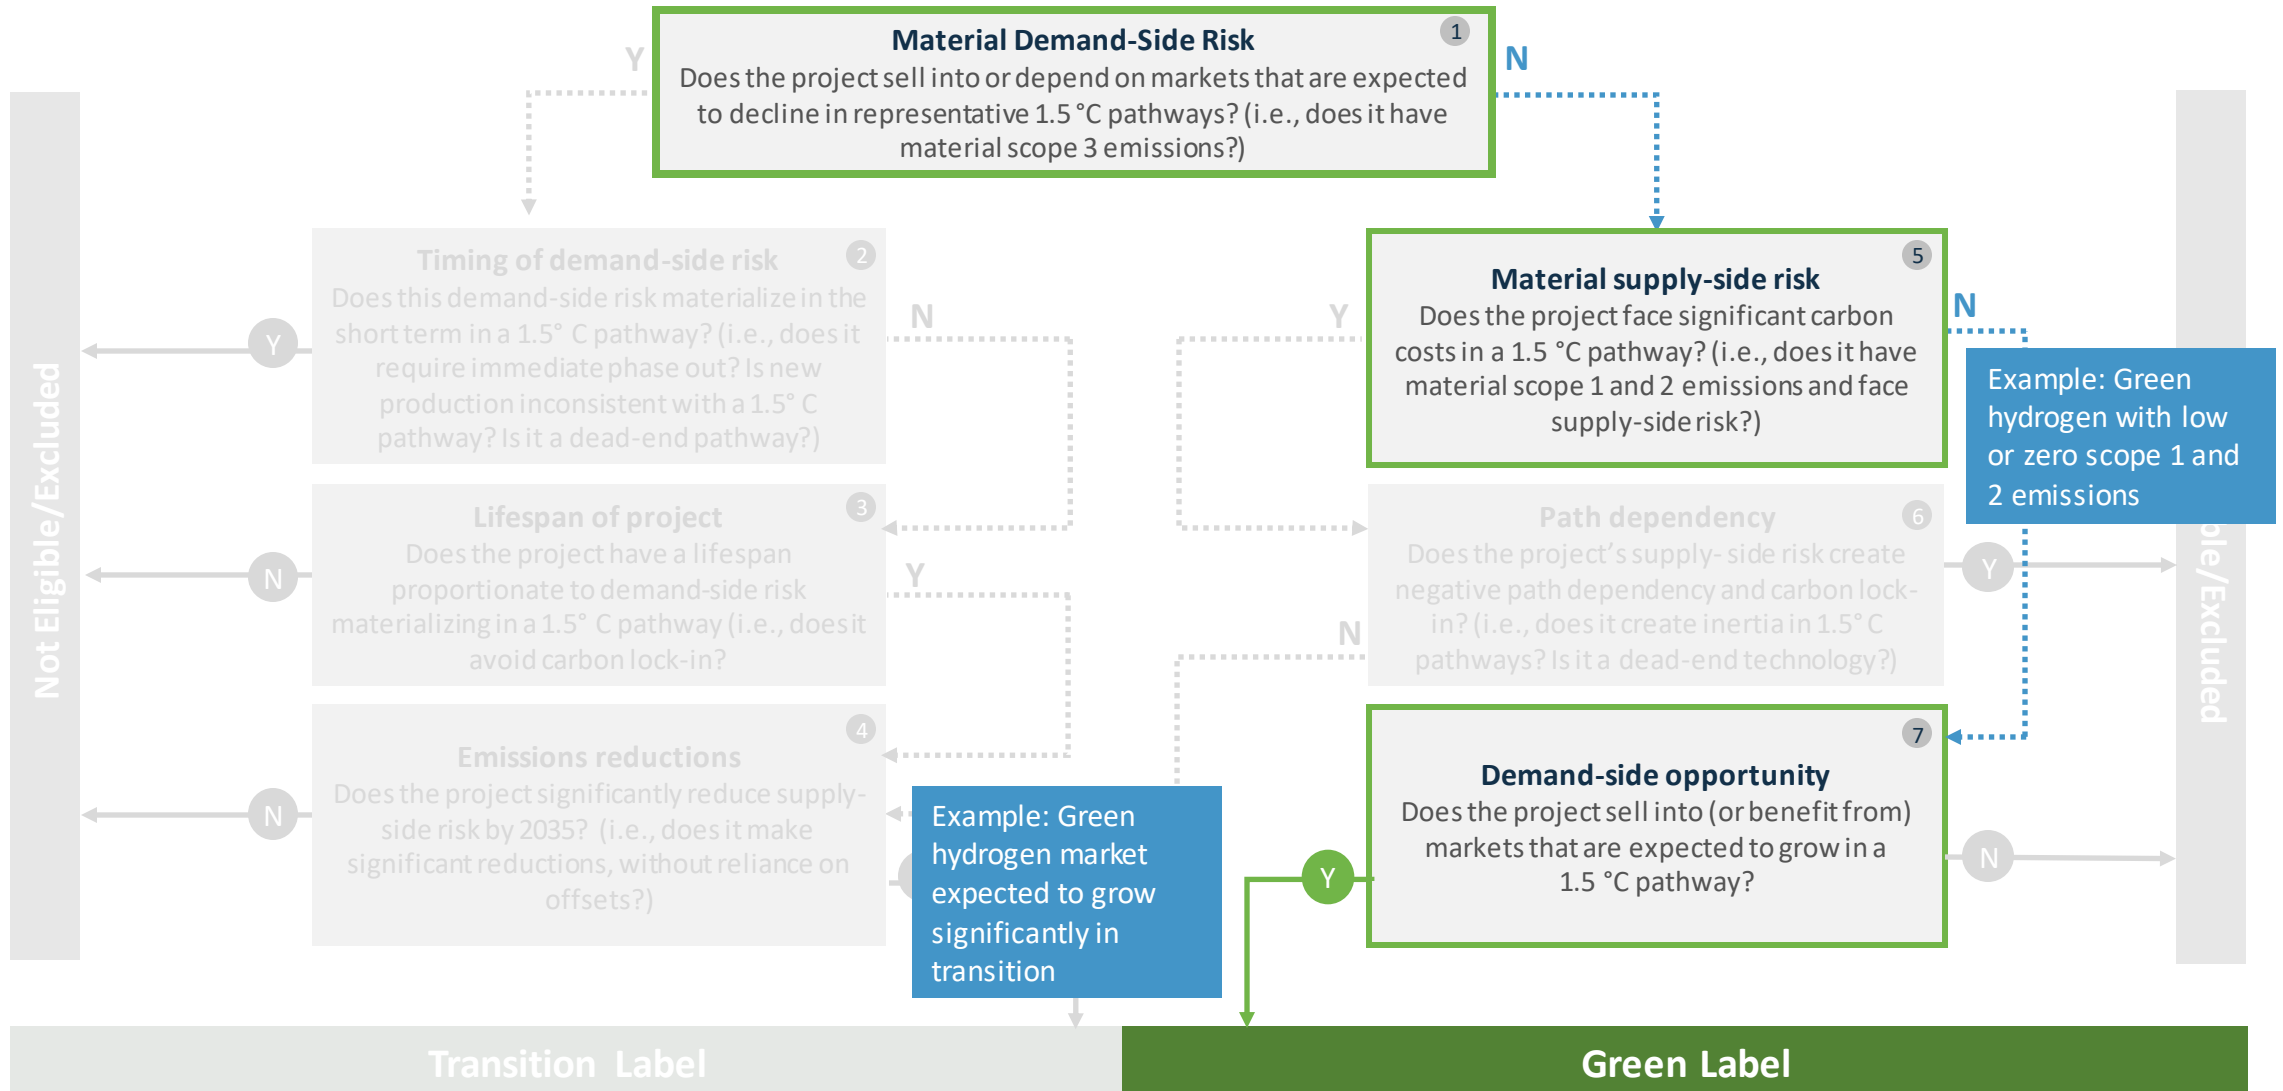 Material Demand-Side Risk
1
Does the project sell into or depend on markets that are expected
to decline in representative 1.5 °C pathways? (i.e., does it have
material scope 3 emissions?)
Y
N
Timing of demand-side risk
2
Does this demand-side risk materialize in the
short term in a 1.5° C pathway? (i.e., does it
require immediate phase out? Is new
production inconsistent with a 1.5° C
pathway? Is it a dead-end pathway?)
Y
N
Lifespan of project
3
Does the project have a lifespan
proportionate to demand-side risk
materializing in a 1.5° C pathway (i.e., does it
avoid carbon lock-in?
N
Y
Emissions reductions
4
Does the project significantly reduce supply-
side risk by 2035? (i.e., does it make
significant reductions, without reliance on
offsets?)
N
Material supply-side risk
5
Does the project face significant carbon
costs in a 1.5 °C pathway? (i.e., does it have
material scope 1 and 2 emissions and face
supply-side risk?)
Y
N
Example: Green
hydrogen with low
or zero scope 1 and
2 emissions
Path dependency
6
Does the project's supply- side risk create
negative path dependency and carbon lock-
in? (i.e., does it create inertia in 1.5° C
pathways? Is it a dead-end technology?)
N
Y
Demand-side opportunity
7
Does the project sell into (or benefit from)
markets that are expected to grow in a
1.5 °C pathway?
Y
N
Example: Green
hydrogen market
expected to grow
significantly in
transition
Not Eligible/Excluded
ble/Excluded
Transition Label
Green Label